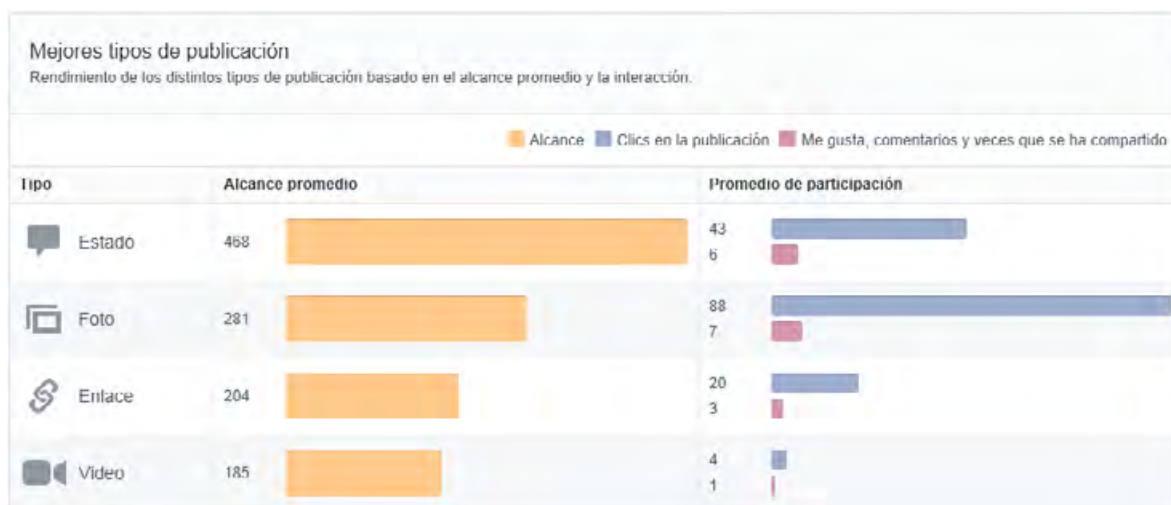 Mejores tipos de publicación
Rendimiento de los distintos tipos de publicación basado en el alcance promedio y la interacción.
Alcance Clics en la publicación Me gusta, comentarios y veces que se ha compartido
Tipo Alcance promedio Promedio de participación
Estado 468 43
6
Foto 281 88
7
Enlace 204 20
3
Video 185 4
1